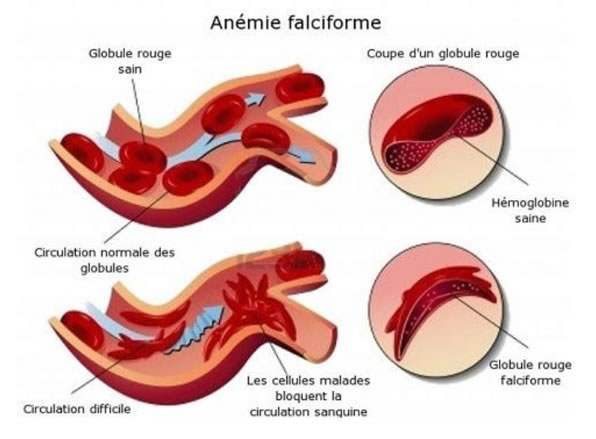 Anémie falciforme
Globule rouge
sain
Coupe d'un globule rouge
Hémoglobine
saine
Circulation normale des
globules
Globule rouge
falciforme
Les cellules malades
bloquent la
circulation sanguine
Circulation difficile